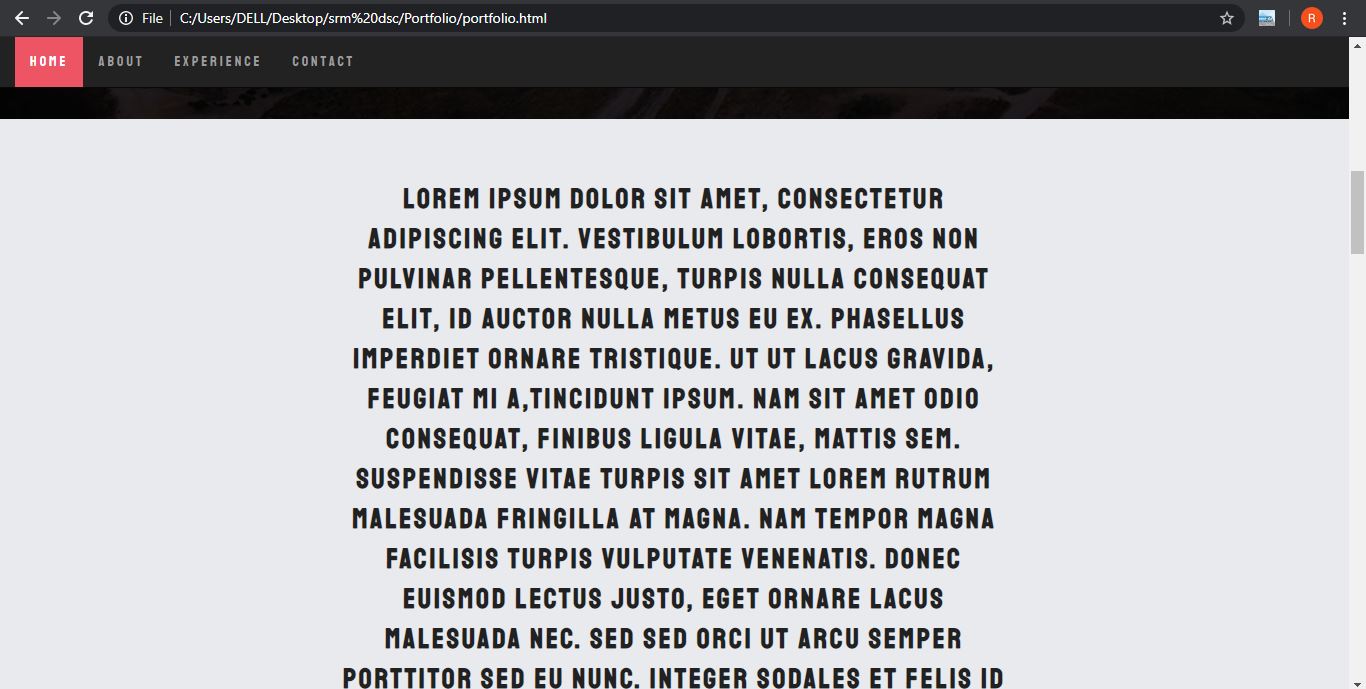 File C:/Users/DELL/Desktop/srm%20dsc/Portfolio/portfolio.html R
HOME ABOUT EXPERIENCE CONTACT
LOREM IPSUM DOLOR SIT AMET, CONSECTETUR
ADIPISCING ELIT. VESTIBULUM LOBORTIS, EROS NON
PULVINAR PELLENTESQUE, TURPIS NULLA CONSEQUAT
ELIT, ID AUCTOR NULLA METUS EU EX. PHASELLUS
IMPERDIET ORNARE TRISTIQUE. UT UT LACUS GRAVIDA,
FEUGIAT MI A,TINCIDUNT IPSUM. NAM SIT AMET ODIO
CONSEQUAT, FINIBUS LIGULA VITAE, MATTIS SEM.
SUSPENDISSE VITAE TURPIS SIT AMET LOREM RUTRUM
MALESUADA FRINGILLA AT MAGNA. NAM TEMPOR MAGNA
FACILISIS TURPIS VULPUTATE VENENATIS. DONEC
EUISMOD LECTUS JUSTO, EGET ORNARE LACUS
MALESUADA NEC. SED SED ORCI UT ARCU SEMPER
PORTTITOR SED EU NUNC. INTEGER SODALES ET FELIS ID